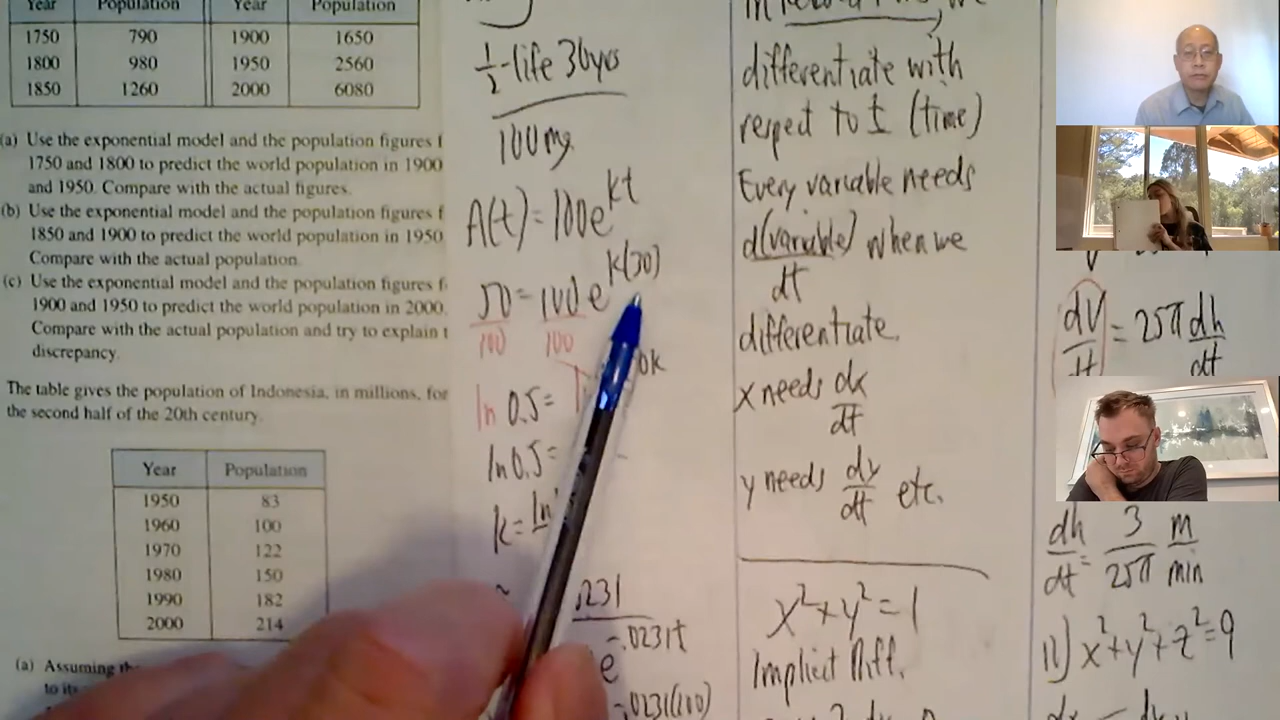 Year Population Year Population
1750 790 1900 1650
1800 980 1950 2560
1850 1260 2000 6080
(a) Use the exponential model and the population figures f
1750 and 1800 to predict the world population in 1900
and 1950. Compare with the actual figures.
(b) Use the exponential model and the population figures f
1850 and 1900 to predict the world population in 1950
Compare with the actual population.
(c) Use the exponential model and the population figures f
1900 and 1950 to predict the world population in 2000.
Compare with the actual population and try to explain t
discrepancy.
The table gives the population of Indonesia, in millions, for
the second half of the 20th century.
Year Population
1950 83
1960 100
1970 122
1980 150
1990 182
2000 214
(a) Assuming th
to its
½-life 30yrs
100mg
A(t)=100e^kt
50=100e^k(30)
100 100
ln 0.5= 0k
ln0.5=
k=ln
.0231
e^-.0231t
-.0231(100)
differentiate with
respect to t (time)
Every variable needs
d(variable) when we
dt
differentiate.
x needs dx
dt
y needs dy etc.
dt
x²+y²=1
Implicit Diff.
dV = 25π dh
dt dt
dh = 3 m
dt 25π min
11) x²+y²+z²=9